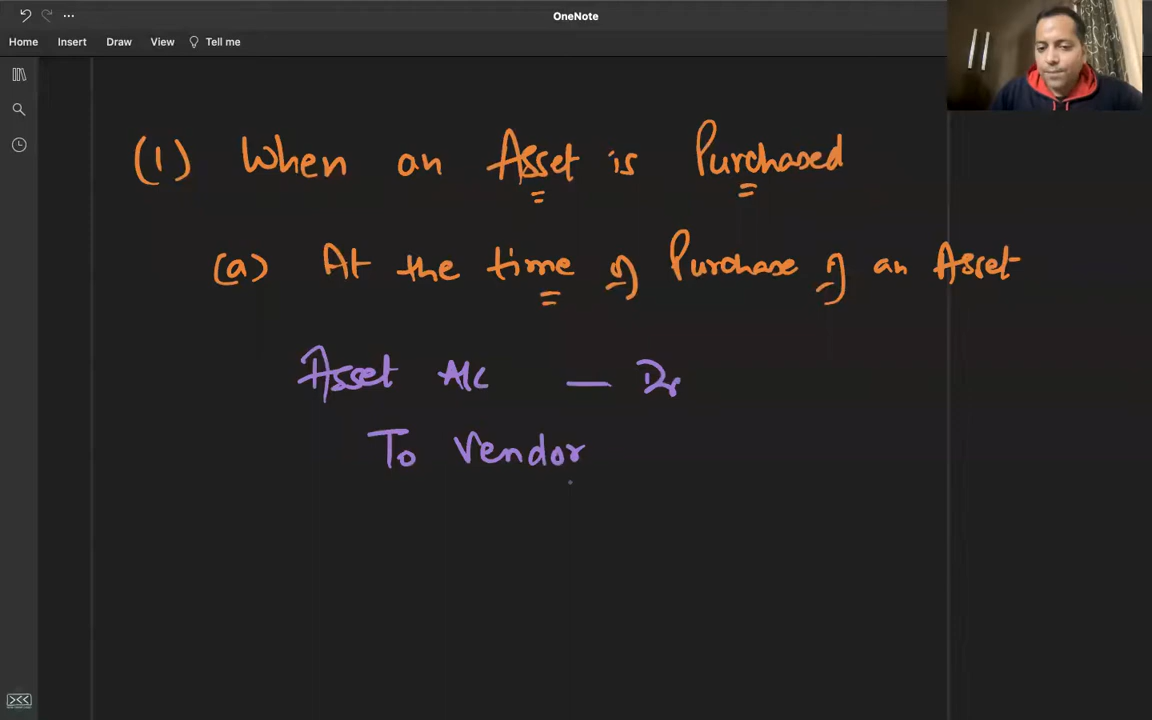 OneNote
Home Insert Draw View Tell me
(1) When an Asset is Purchased
(a) At the time of Purchase of an Asset
Asset A/c — Dr
To Vendor